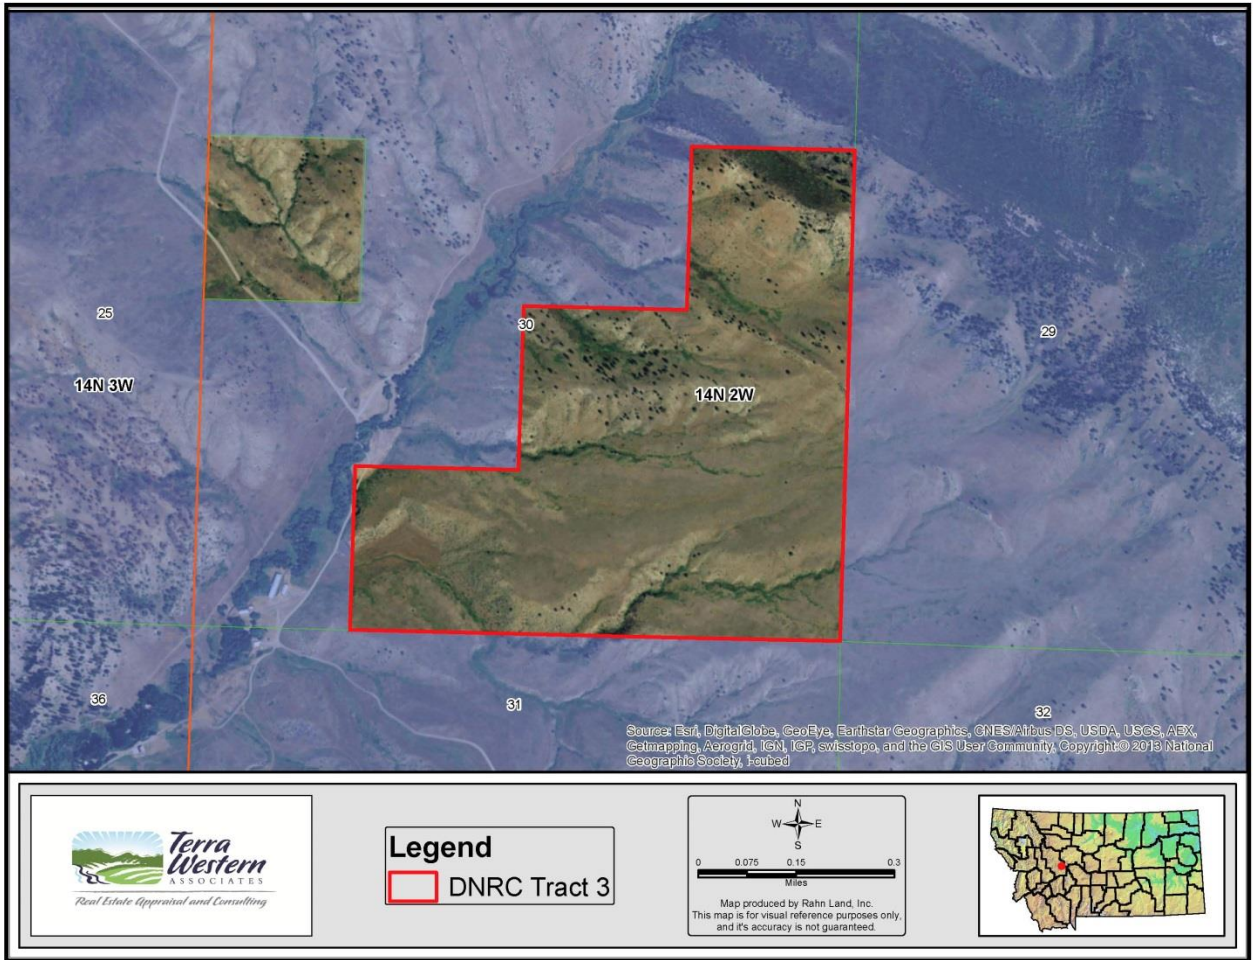 25
30
29
14N 3W
14N 2W
36
31
32
Source: Esri, DigitalGlobe, GeoEye, Earthstar Geographics, CNES/Airbus DS, USDA, USGS, AEX,
Getmapping, Aerogrid, IGN, IGP, swisstopo, and the GIS User Community, Copyright:© 2013 National
Geographic Society, i-cubed
Terra
Western
ASSOCIATES
Real Estate Appraisal and Consulting
Legend
DNRC Tract 3
N
W E
S
0 0.075 0.15 0.3
Miles
Map produced by Rahn Land, Inc.
This map is for visual reference purposes only,
and it's accuracy is not guaranteed.